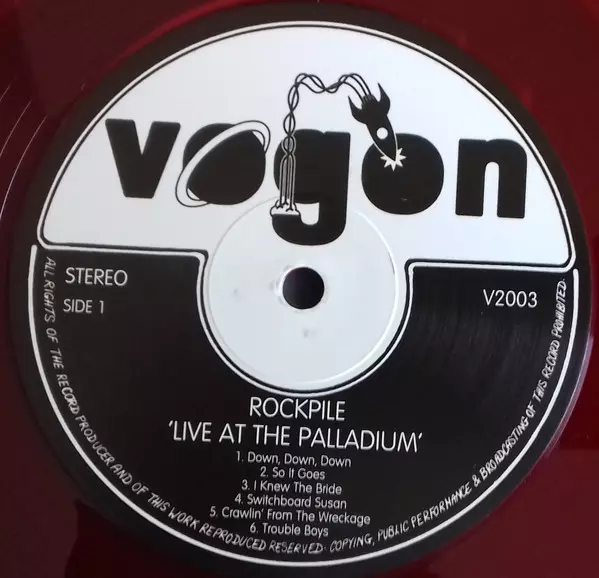 vogon
STEREO
SIDE 1
V2003
ROCKPILE
'LIVE AT THE PALLADIUM'
1. Down, Down, Down
2. So It Goes
3. I Knew The Bride
4. Switchboard Susan
5. Crawlin' From The Wreckage
6. Trouble Boys
ALL RIGHTS OF THE RECORD PRODUCER AND OF THIS WORK REPRODUCED RESERVED · COPYING, PUBLIC PERFORMANCE & BROADCASTING OF THIS RECORD PROHIBITED.